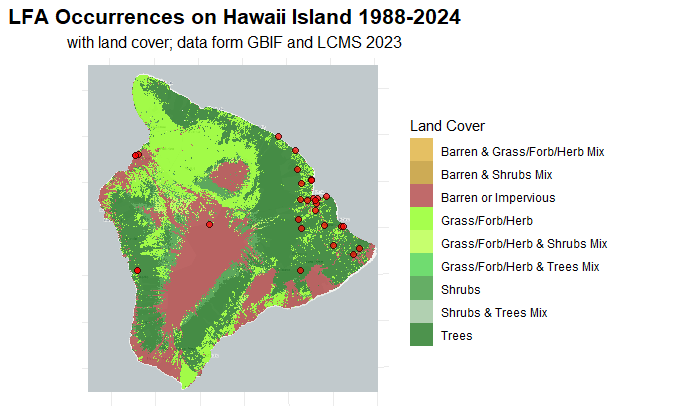 LFA Occurrences on Hawaii Island 1988-2024
with land cover; data form GBIF and LCMS 2023
Land Cover
Barren & Grass/Forb/Herb Mix
Barren & Shrubs Mix
Barren or Impervious
Grass/Forb/Herb
Grass/Forb/Herb & Shrubs Mix
Grass/Forb/Herb & Trees Mix
Shrubs
Shrubs & Trees Mix
Trees